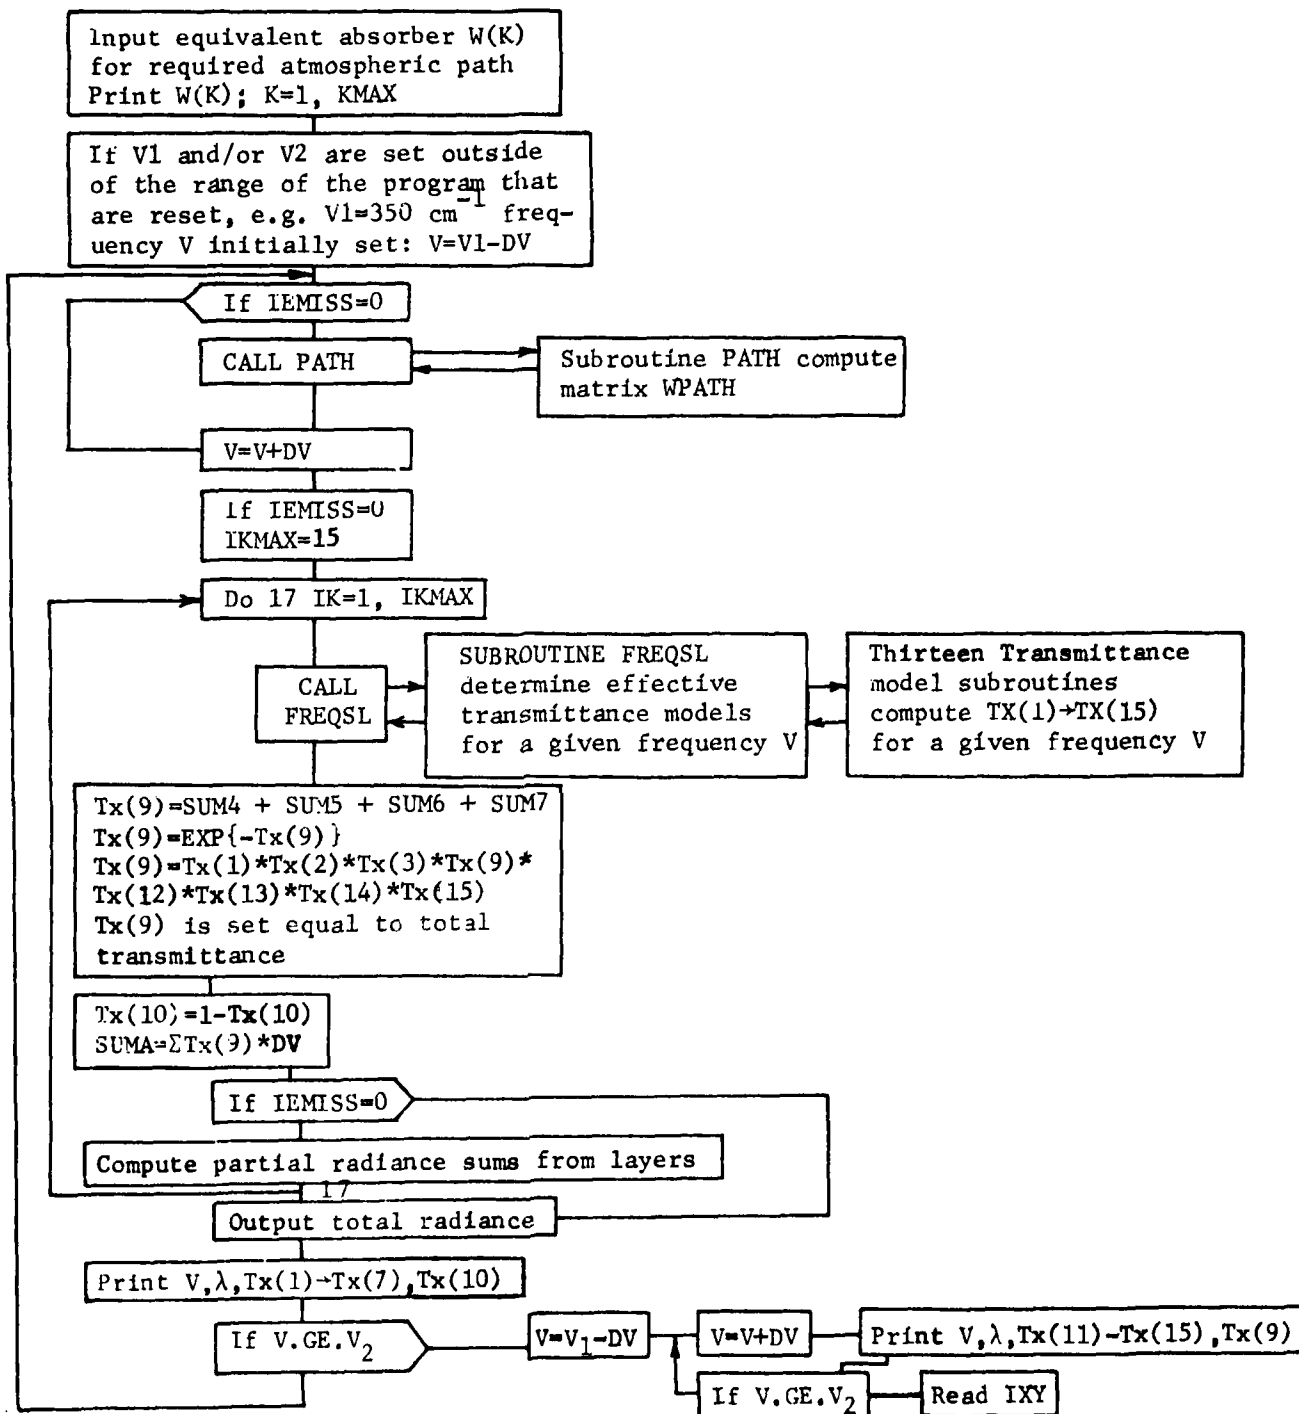 Input equivalent absorber W(K)
for required atmospheric path
Print W(K); K=1, KMAX
If V1 and/or V2 are set outside
of the range of the program that
are reset, e.g. V1=350 cm⁻¹ freq-
uency V initially set: V=V1-DV
If IEMISS=0
CALL PATH
Subroutine PATH compute
matrix WPATH
V=V+DV
If IEMISS=0
IKMAX=15
Do 17 IK=1, IKMAX
CALL
FREQSL
SUBROUTINE FREQSL
determine effective
transmittance models
for a given frequency V
Thirteen Transmittance
model subroutines
compute TX(1)→TX(15)
for a given frequency V
Tx(9)=SUM4 + SUM5 + SUM6 + SUM7
Tx(9)=EXP{-Tx(9)}
Tx(9)=Tx(1)*Tx(2)*Tx(3)*Tx(9)*
Tx(12)*Tx(13)*Tx(14)*Tx(15)
Tx(9) is set equal to total
transmittance
Tx(10)=1-Tx(10)
SUMA=ΣTx(9)*DV
If IEMISS=0
Compute partial radiance sums from layers
17
Output total radiance
Print V,λ,Tx(1)→Tx(7),Tx(10)
If V.GE.V₂
V=V₁-DV
V=V+DV
Print V,λ,Tx(11)-Tx(15),Tx(9)
If V.GE.V₂
Read IXY